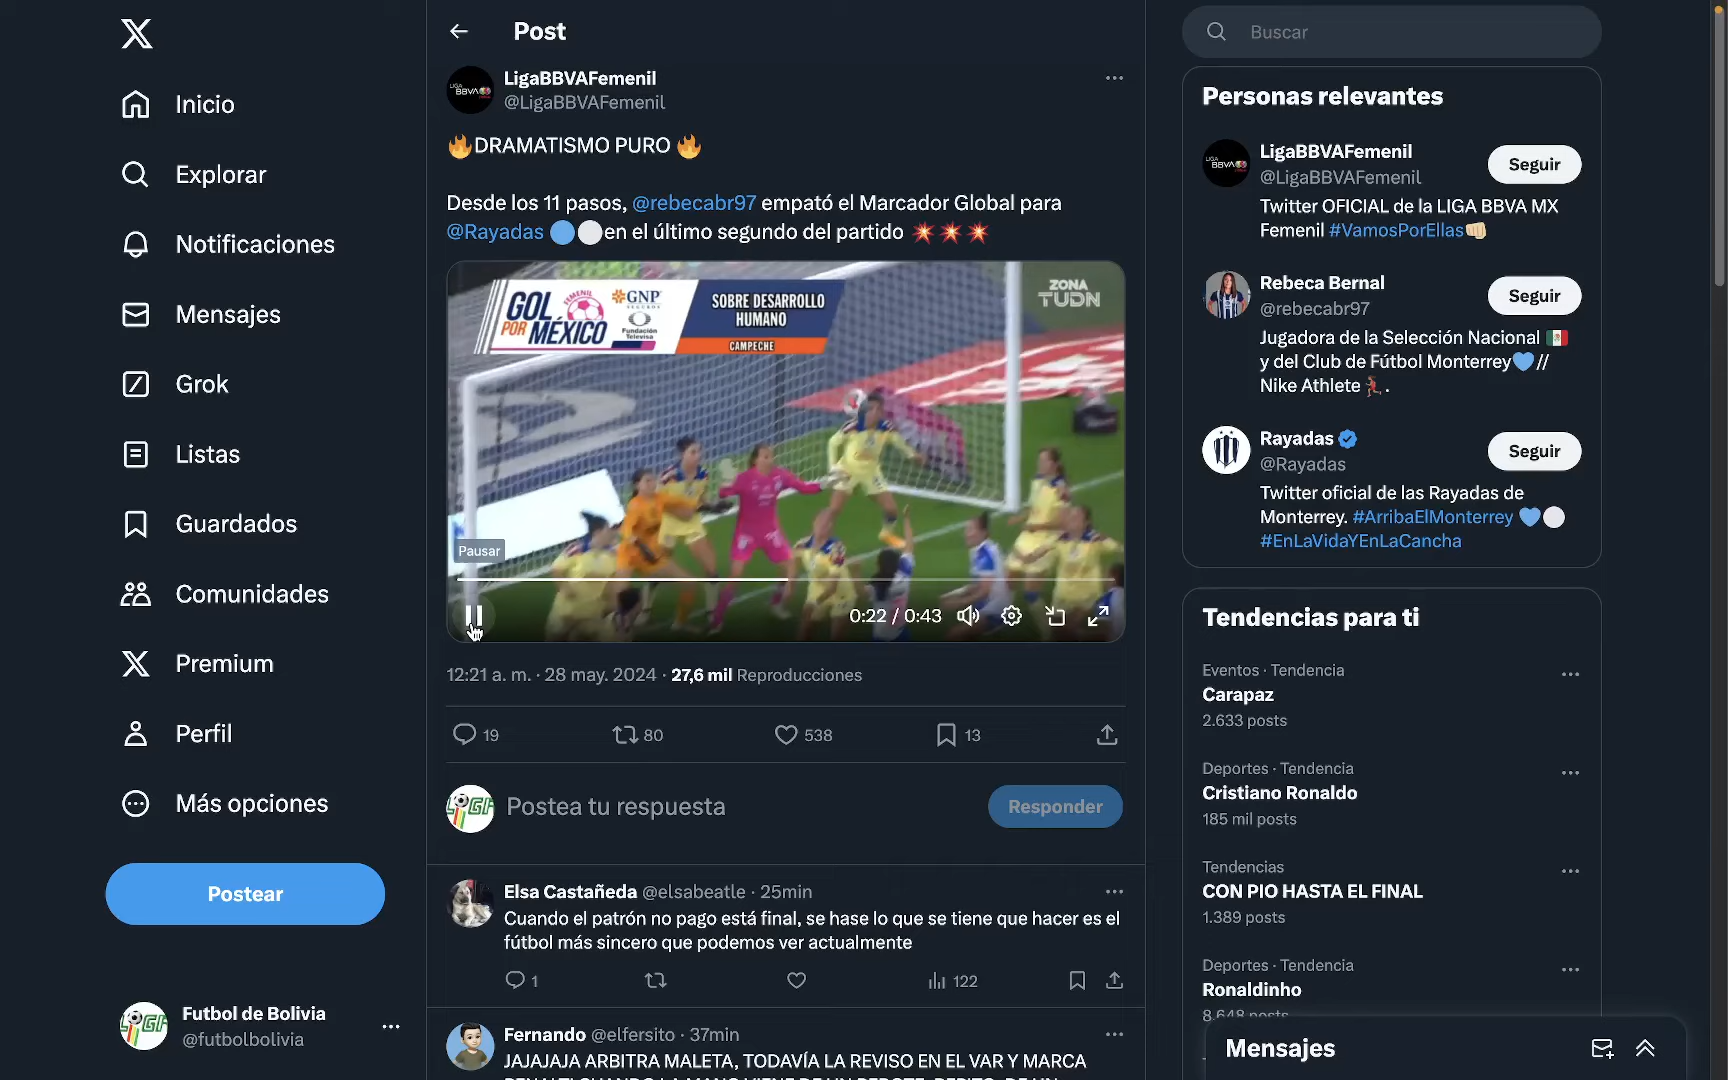 Inicio
Explorar
Notificaciones
Mensajes
Grok
Listas
Guardados
Comunidades
Premium
Perfil
Más opciones
Postear
Futbol de Bolivia
@futbolbolivia
Post
LigaBBVAFemenil
@LigaBBVAFemenil
🔥DRAMATISMO PURO 🔥
Desde los 11 pasos, @rebecabr97 empató el Marcador Global para
@Rayadas 🔵⚪en el último segundo del partido 💥💥💥
GOL
FEMENIL
POR
MÉXICO
GNP
SEGUROS
Fundación
Televisa
SOBRE DESARROLLO
HUMANO
CAMPECHE
ZONA
TUDN
Pausar
0:22 / 0:43
12:21 a. m. · 28 may. 2024 · 27,6 mil Reproducciones
19 80 538 13
Postea tu respuesta
Responder
Elsa Castañeda @elsabeatle · 25min
Cuando el patrón no pago está final, se hase lo que se tiene que hacer es el
fútbol más sincero que podemos ver actualmente
1 122
Fernando @elfersito · 37min
JAJAJAJA ARBITRA MALETA, TODAVÍA LA REVISO EN EL VAR Y MARCA
Buscar
Personas relevantes
LigaBBVAFemenil
@LigaBBVAFemenil
Seguir
Twitter OFICIAL de la LIGA BBVA MX
Femenil #VamosPorEllas👊🏼
Rebeca Bernal
@rebecabr97
Seguir
Jugadora de la Selección Nacional 🇲🇽
y del Club de Fútbol Monterrey💙//
Nike Athlete🏃🏾‍♀️.
Rayadas
@Rayadas
Seguir
Twitter oficial de las Rayadas de
Monterrey. #ArribaElMonterrey 💙⚪
#EnLaVidaYEnLaCancha
Tendencias para ti
Eventos · Tendencia
Carapaz
2.633 posts
Deportes · Tendencia
Cristiano Ronaldo
185 mil posts
Tendencias
CON PIO HASTA EL FINAL
1.389 posts
Deportes · Tendencia
Ronaldinho
8.648 posts
Mensajes